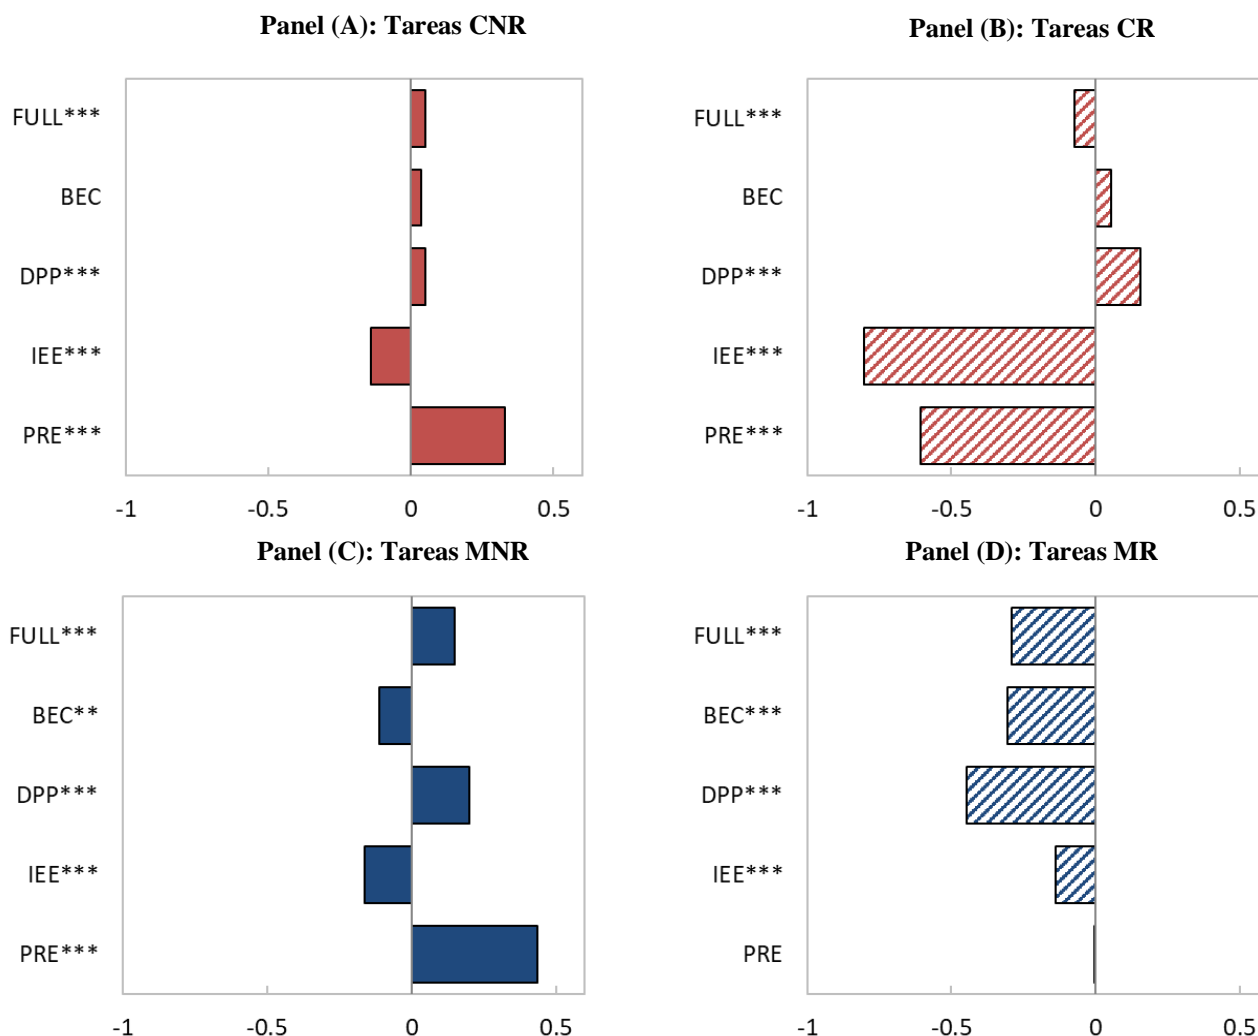 Panel (A): Tareas CNR
FULL***
BEC
DPP***
IEE***
PRE***
-1 -0.5 0 0.5
Panel (B): Tareas CR
FULL***
BEC
DPP***
IEE***
PRE***
-1 -0.5 0 0.5
Panel (C): Tareas MNR
FULL***
BEC**
DPP***
IEE***
PRE***
-1 -0.5 0 0.5
Panel (D): Tareas MR
FULL***
BEC***
DPP***
IEE***
PRE
-1 -0.5 0 0.5